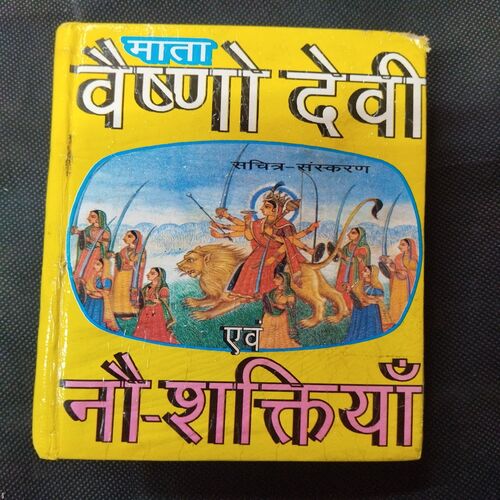 माता
वैष्णो देवी
सचित्र-संस्करण
एवं
नौ-शक्तियाँ